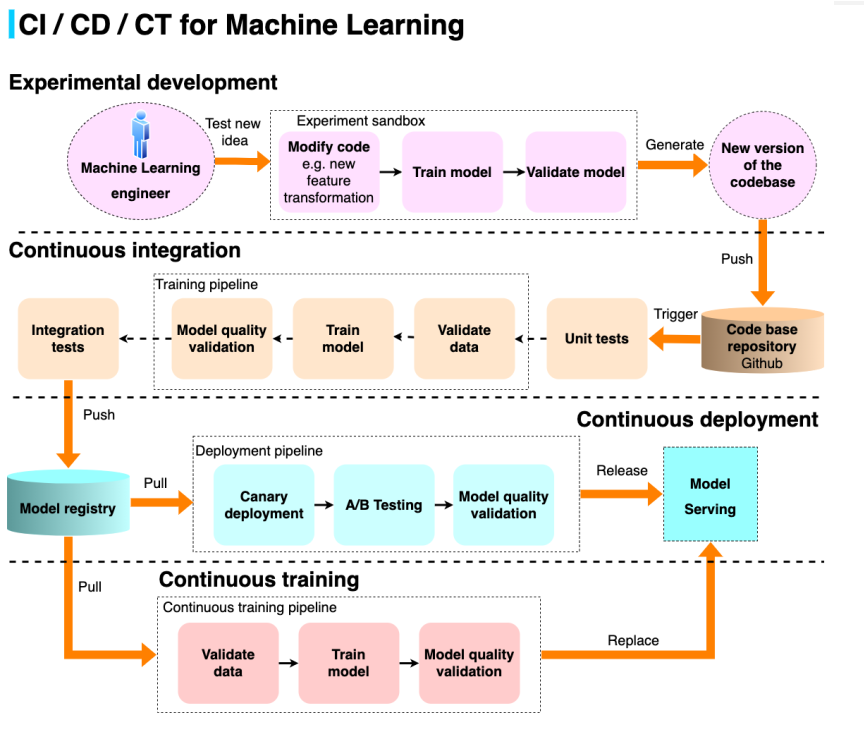 CI / CD / CT for Machine Learning
Experimental development
Machine Learning
engineer
Test new
idea
Experiment sandbox
Modify code
e.g. new
feature
transformation
Train model
Validate model
Generate
New version
of the
codebase
Continuous integration
Push
Training pipeline
Integration
tests
Model quality
validation
Train
model
Validate
data
Unit tests
Trigger
Code base
repository
Github
Push
Continuous deployment
Deployment pipeline
Model registry
Pull
Canary
deployment
A/B Testing
Model quality
validation
Release
Model
Serving
Continuous training
Pull
Continuous training pipeline
Validate
data
Train
model
Model quality
validation
Replace